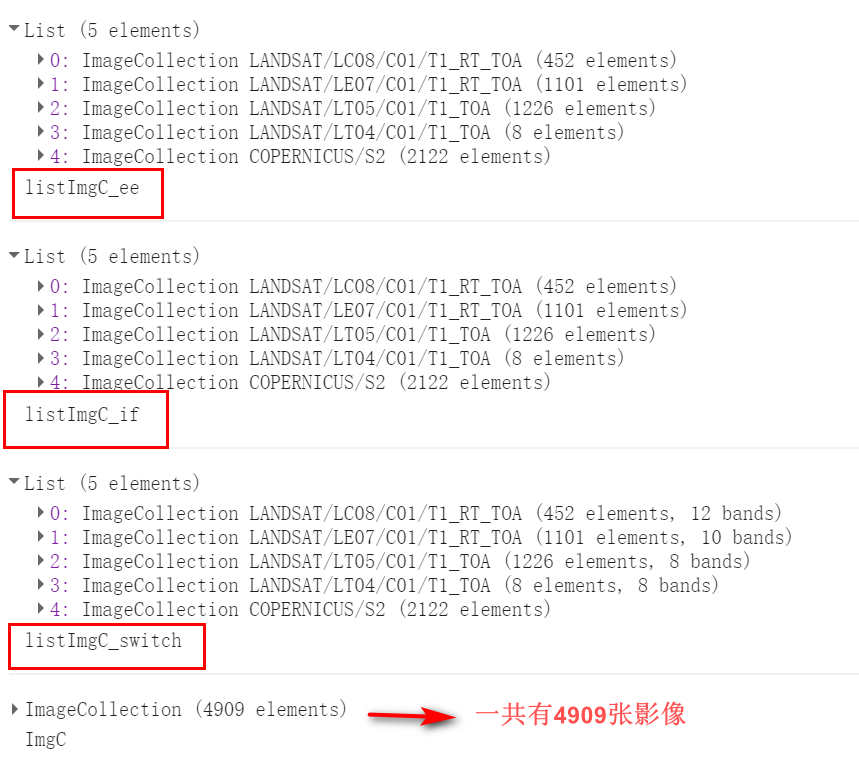 List (5 elements)
0: ImageCollection LANDSAT/LC08/C01/T1_RT_TOA (452 elements)
1: ImageCollection LANDSAT/LE07/C01/T1_RT_TOA (1101 elements)
2: ImageCollection LANDSAT/LT05/C01/T1_TOA (1226 elements)
3: ImageCollection LANDSAT/LT04/C01/T1_TOA (8 elements)
4: ImageCollection COPERNICUS/S2 (2122 elements)
listImgC_ee
List (5 elements)
0: ImageCollection LANDSAT/LC08/C01/T1_RT_TOA (452 elements)
1: ImageCollection LANDSAT/LE07/C01/T1_RT_TOA (1101 elements)
2: ImageCollection LANDSAT/LT05/C01/T1_TOA (1226 elements)
3: ImageCollection LANDSAT/LT04/C01/T1_TOA (8 elements)
4: ImageCollection COPERNICUS/S2 (2122 elements)
listImgC_if
List (5 elements)
0: ImageCollection LANDSAT/LC08/C01/T1_RT_TOA (452 elements, 12 bands)
1: ImageCollection LANDSAT/LE07/C01/T1_RT_TOA (1101 elements, 10 bands)
2: ImageCollection LANDSAT/LT05/C01/T1_TOA (1226 elements, 8 bands)
3: ImageCollection LANDSAT/LT04/C01/T1_TOA (8 elements, 8 bands)
4: ImageCollection COPERNICUS/S2 (2122 elements)
listImgC_switch
ImageCollection (4909 elements) 一共有4909张影像
ImgC